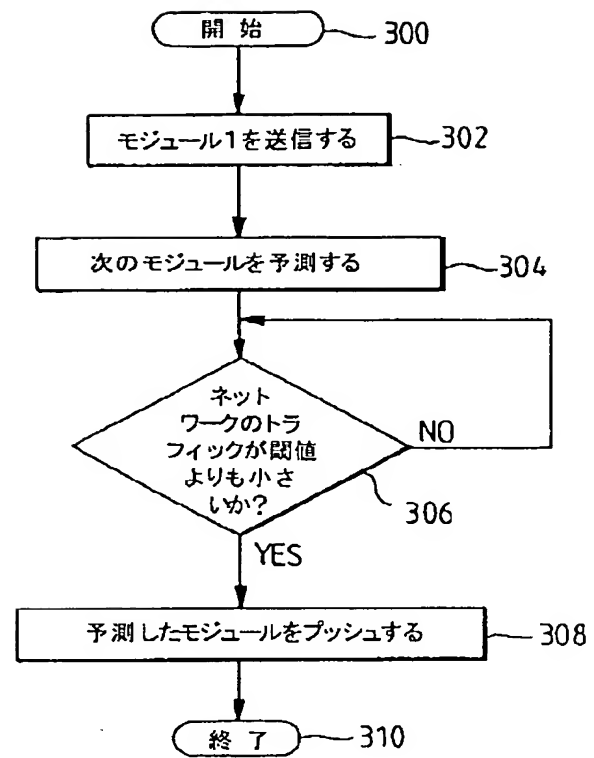 開始
300
モジュール1を送信する
302
次のモジュールを予測する
304
ネット
ワークのトラ
フィックが閾値
よりも小さ
いか?
NO
306
YES
予測したモジュールをプッシュする
308
終了
310